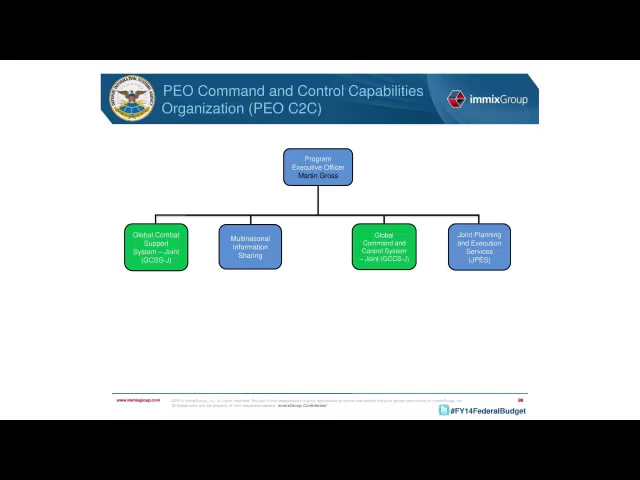 PEO Command and Control Capabilities
Organization (PEO C2C)
immixGroup
Program
Executive Officer
Martin Gross
Global Combat
Support
System – Joint
(GCSS-J)
Multinational
Information
Sharing
Global
Command and
Control System
– Joint (GCCS-J)
Joint Planning
and Execution
Services
(JPES)
www.immixgroup.com
immixGroup Confidential
#FY14FederalBudget